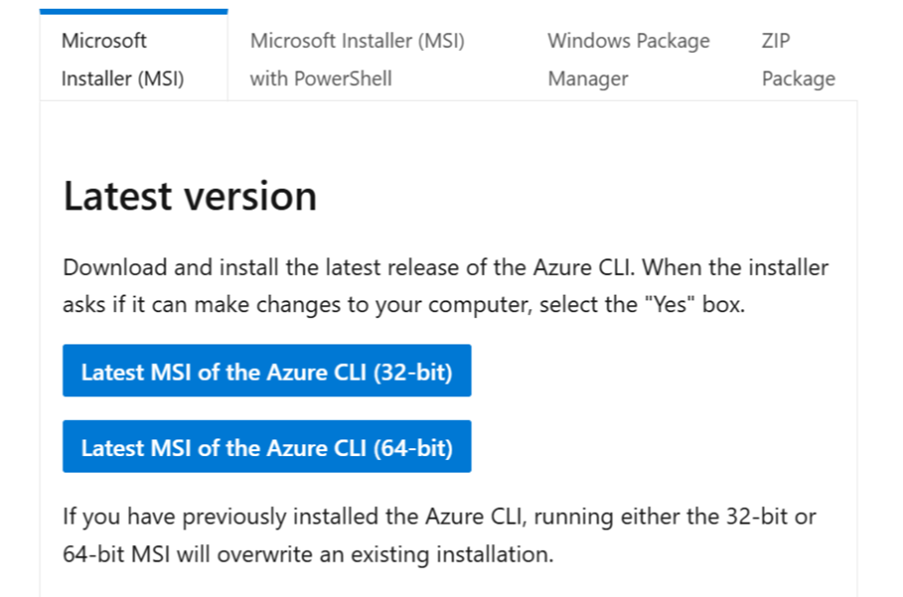 Microsoft
Installer (MSI)
Microsoft Installer (MSI)
with PowerShell
Windows Package
Manager
ZIP
Package
Latest version
Download and install the latest release of the Azure CLI. When the installer
asks if it can make changes to your computer, select the "Yes" box.
Latest MSI of the Azure CLI (32-bit)
Latest MSI of the Azure CLI (64-bit)
If you have previously installed the Azure CLI, running either the 32-bit or
64-bit MSI will overwrite an existing installation.